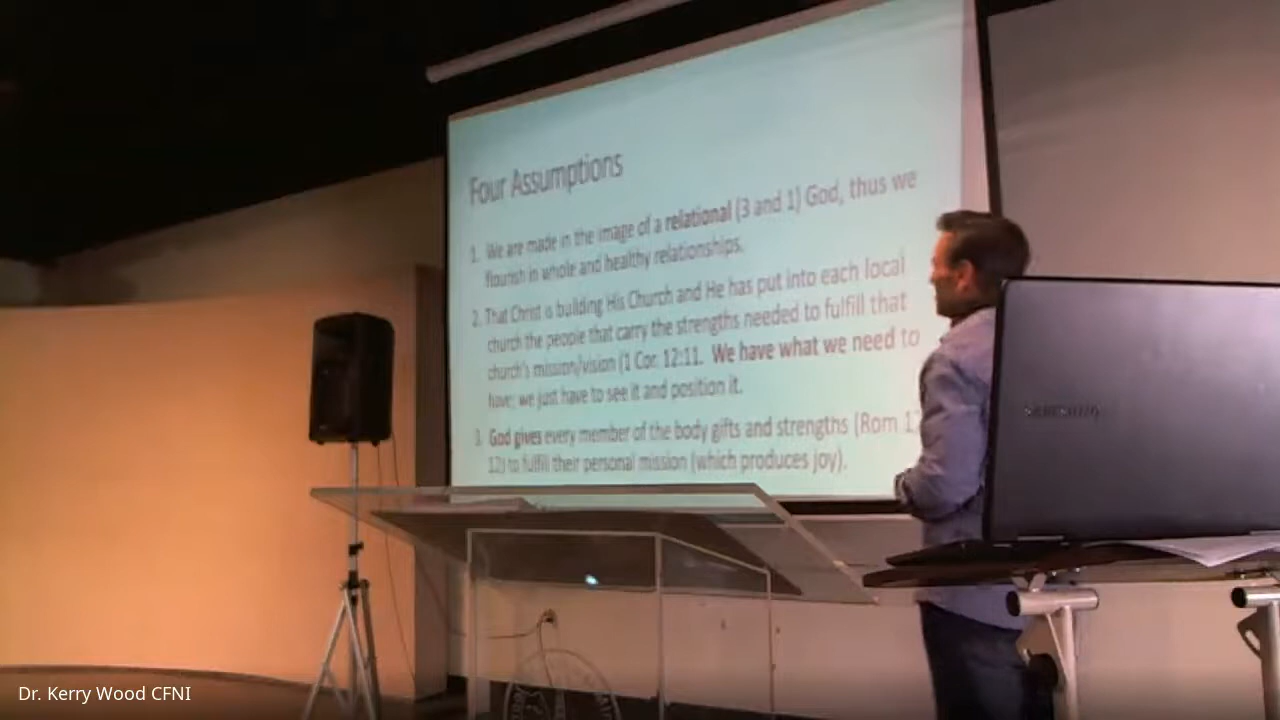 Four Assumptions
1. We are made in the image of a relational (3 and 1) God, thus we
flourish in whole and healthy relationships.
2. That Christ is building His Church and He has put into each local
church the people that carry the strengths needed to fulfill that
church's mission/vision (1 Cor. 12:11. We have what we need to
have; we just have to see it and position it.
3. God gives every member of the body gifts and strengths (Rom 1
12) to fulfill their personal mission (which produces joy).
SAMSUNG
Dr. Kerry Wood CFNI